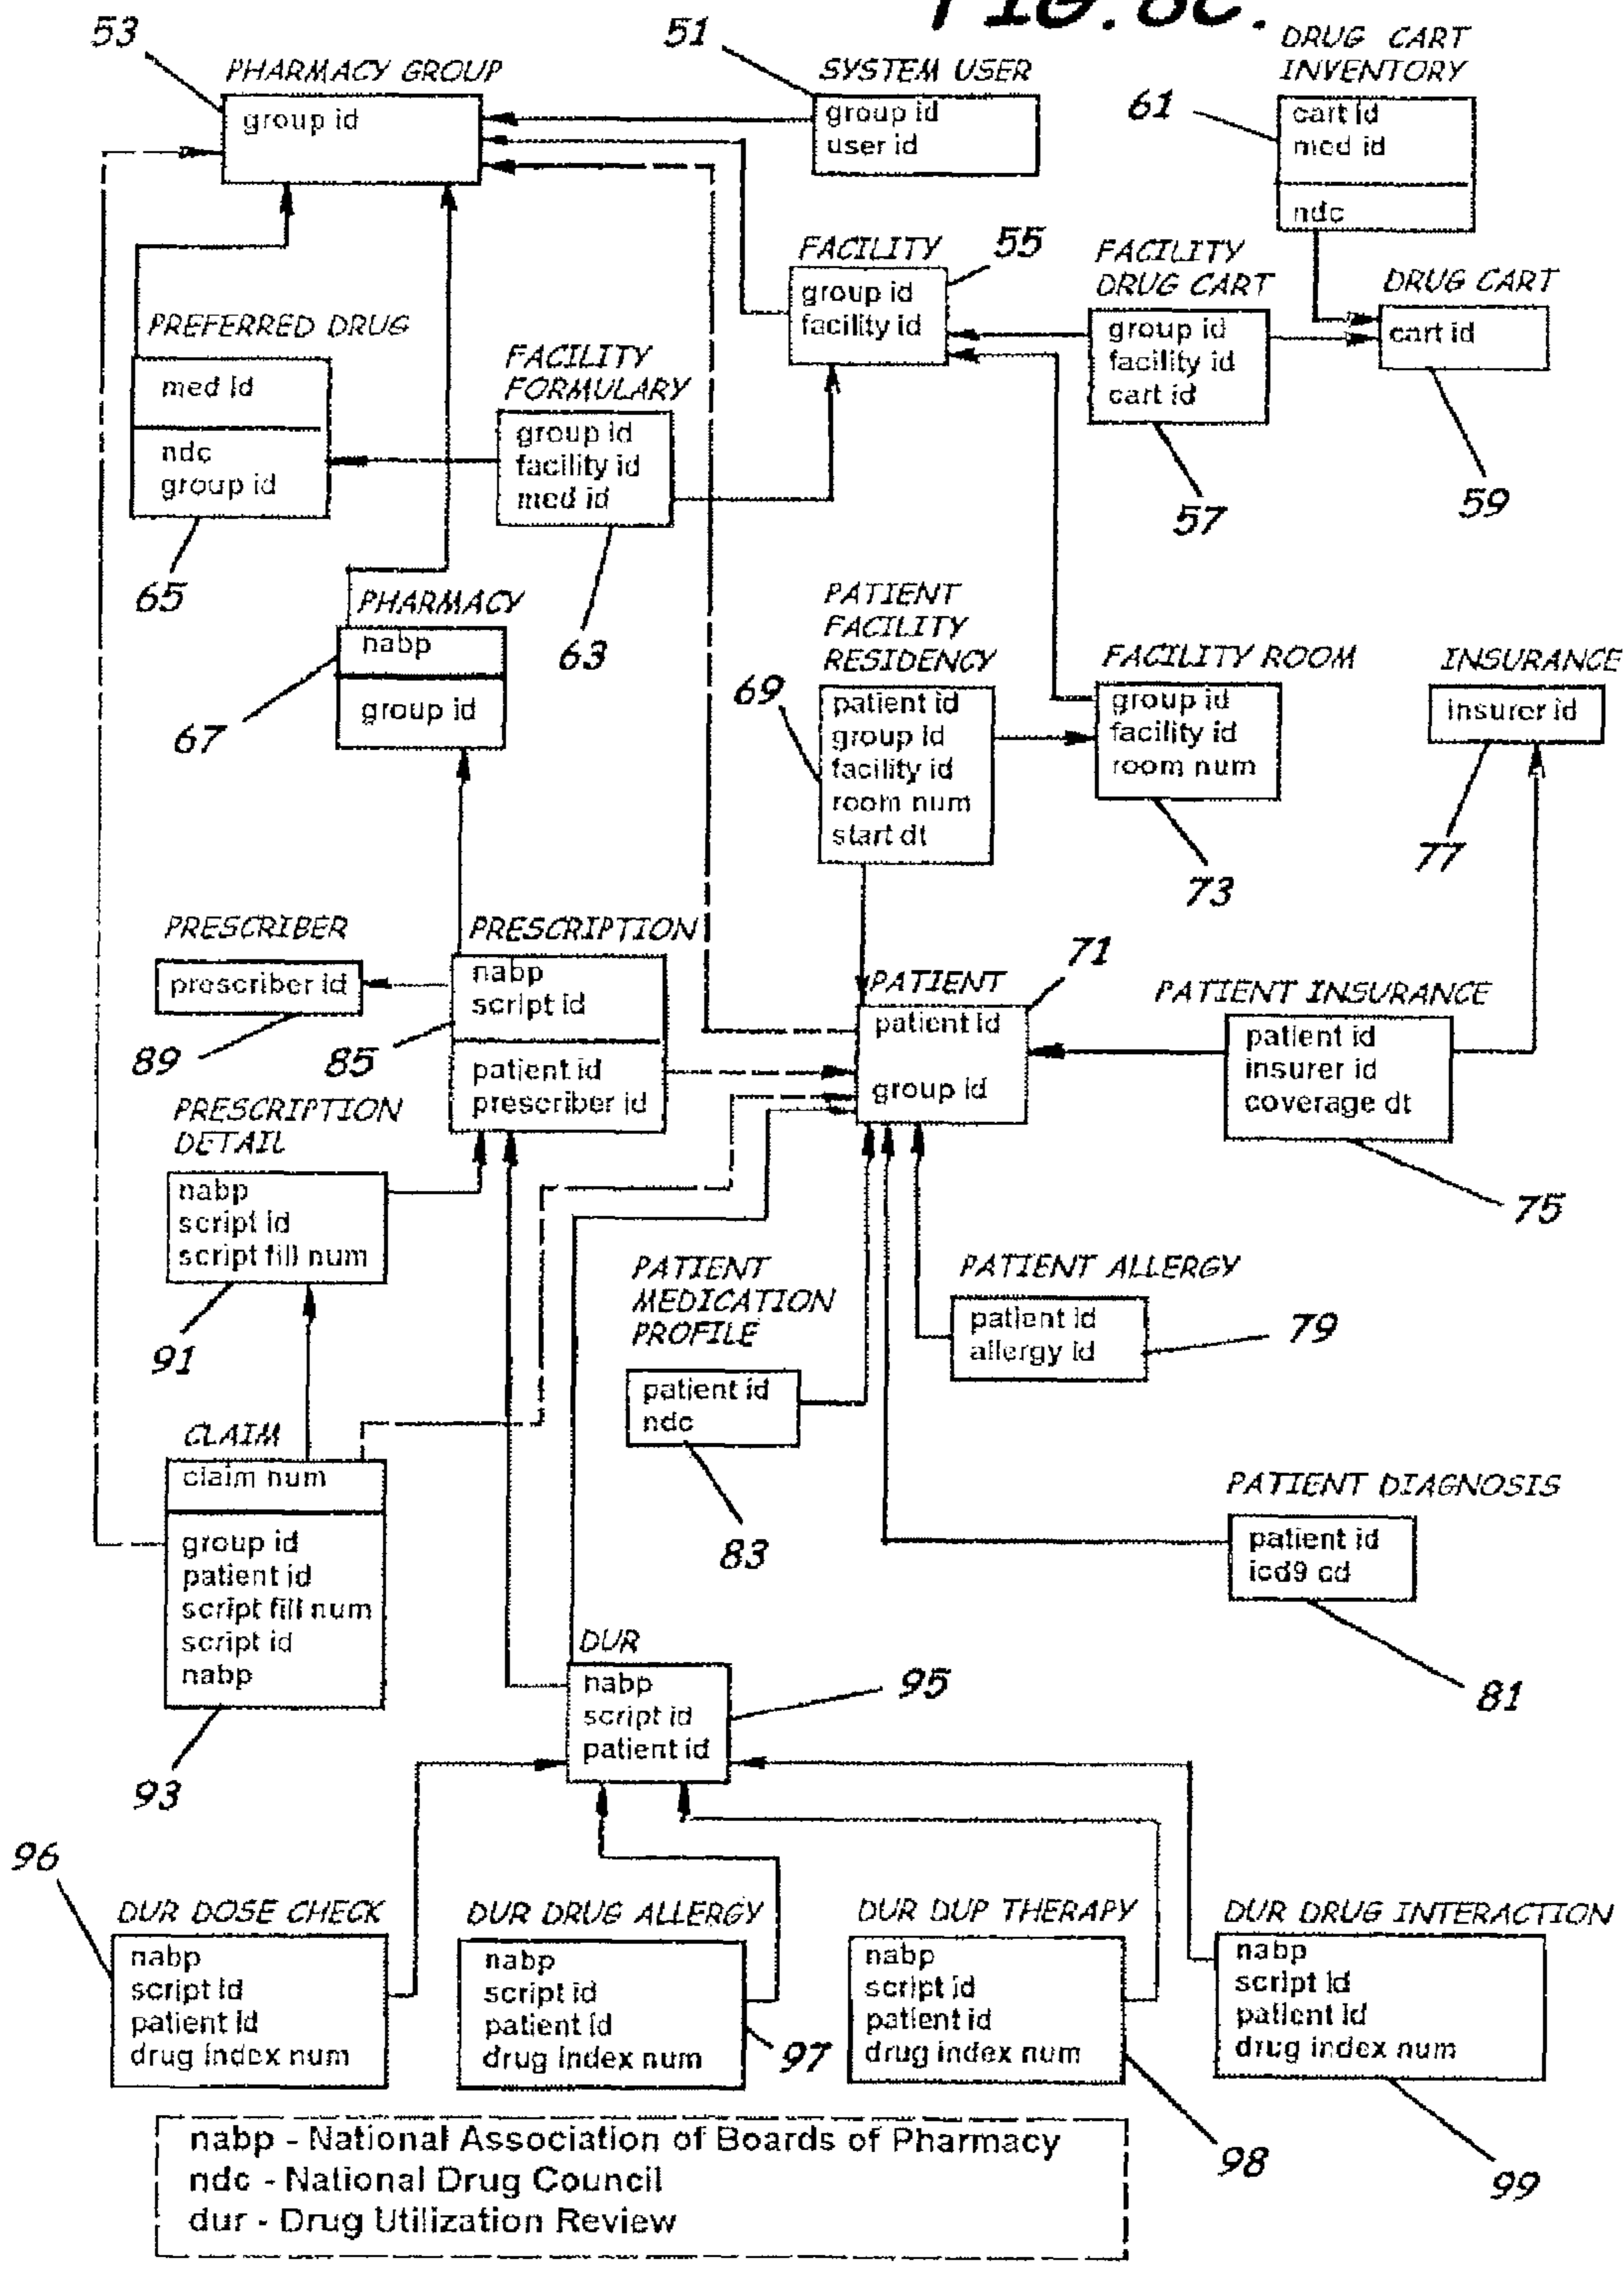 FIG. 8C.
53
PHARMACY GROUP
group id
51
SYSTEM USER
group id
user id
DRUG CART
INVENTORY
61
cart id
med id
ndc
FACILITY
55
group id
facility id
FACILITY
DRUG CART
group id
facility id
cart id
57
DRUG CART
cart id
59
PREFERRED DRUG
med id
ndc
group id
65
FACILITY
FORMULARY
group id
facility id
med id
63
PHARMACY
nabp
group id
67
PATIENT
FACILITY
RESIDENCY
69
patient id
group id
facility id
room num
start dt
FACILITY ROOM
group id
facility id
room num
73
INSURANCE
insurer id
77
PRESCRIBER
prescriber id
89
PRESCRIPTION
nabp
script id
patient id
prescriber id
85
PATIENT
71
patient id
group id
PATIENT INSURANCE
patient id
insurer id
coverage dt
75
PRESCRIPTION
DETAIL
nabp
script id
script fill num
91
PATIENT
MEDICATION
PROFILE
patient id
ndc
83
PATIENT ALLERGY
patient id
allergy id
79
CLAIM
claim num
group id
patient id
script fill num
script id
nabp
93
PATIENT DIAGNOSIS
patient id
icd9 cd
81
DUR
nabp
script id
patient id
95
96
DUR DOSE CHECK
nabp
script id
patient id
drug index num
DUR DRUG ALLERGY
nabp
script id
patient id
drug index num
97
DUR DUP THERAPY
nabp
script id
patient id
drug index num
98
DUR DRUG INTERACTION
nabp
script id
patient id
drug index num
99
nabp - National Association of Boards of Pharmacy
ndc - National Drug Council
dur - Drug Utilization Review